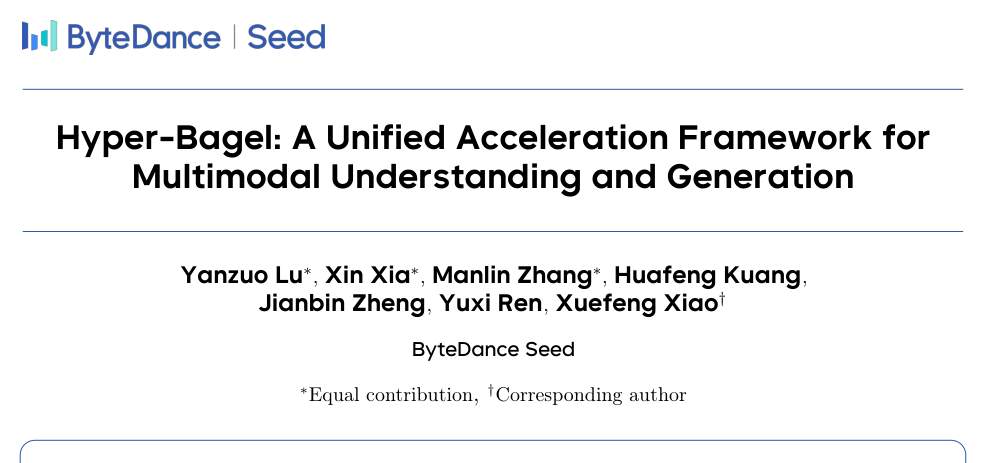 ByteDance | Seed
Hyper-Bagel: A Unified Acceleration Framework for
Multimodal Understanding and Generation
Yanzuo Lu*, Xin Xia*, Manlin Zhang*, Huafeng Kuang,
Jianbin Zheng, Yuxi Ren, Xuefeng Xiao†
ByteDance Seed
*Equal contribution, †Corresponding author